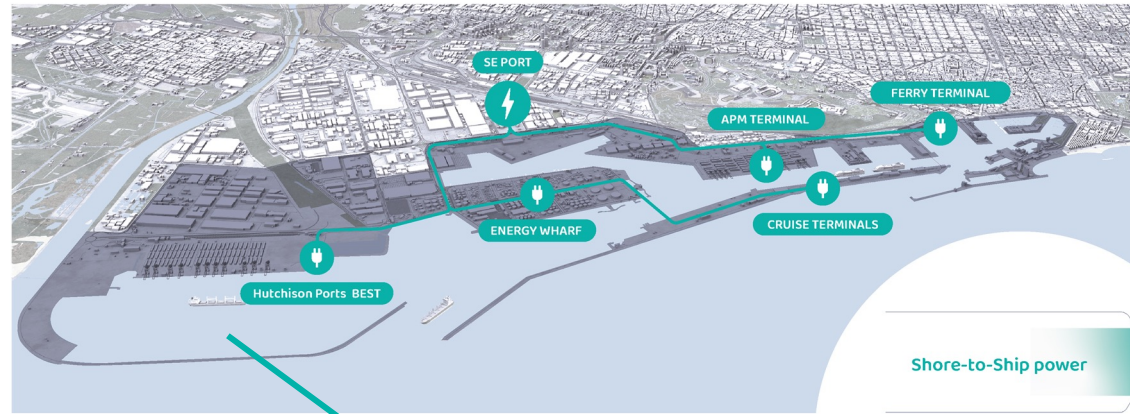 SE PORT
FERRY TERMINAL
APM TERMINAL
CRUISE TERMINALS
ENERGY WHARF
Hutchison Ports BEST
Shore-to-Ship power